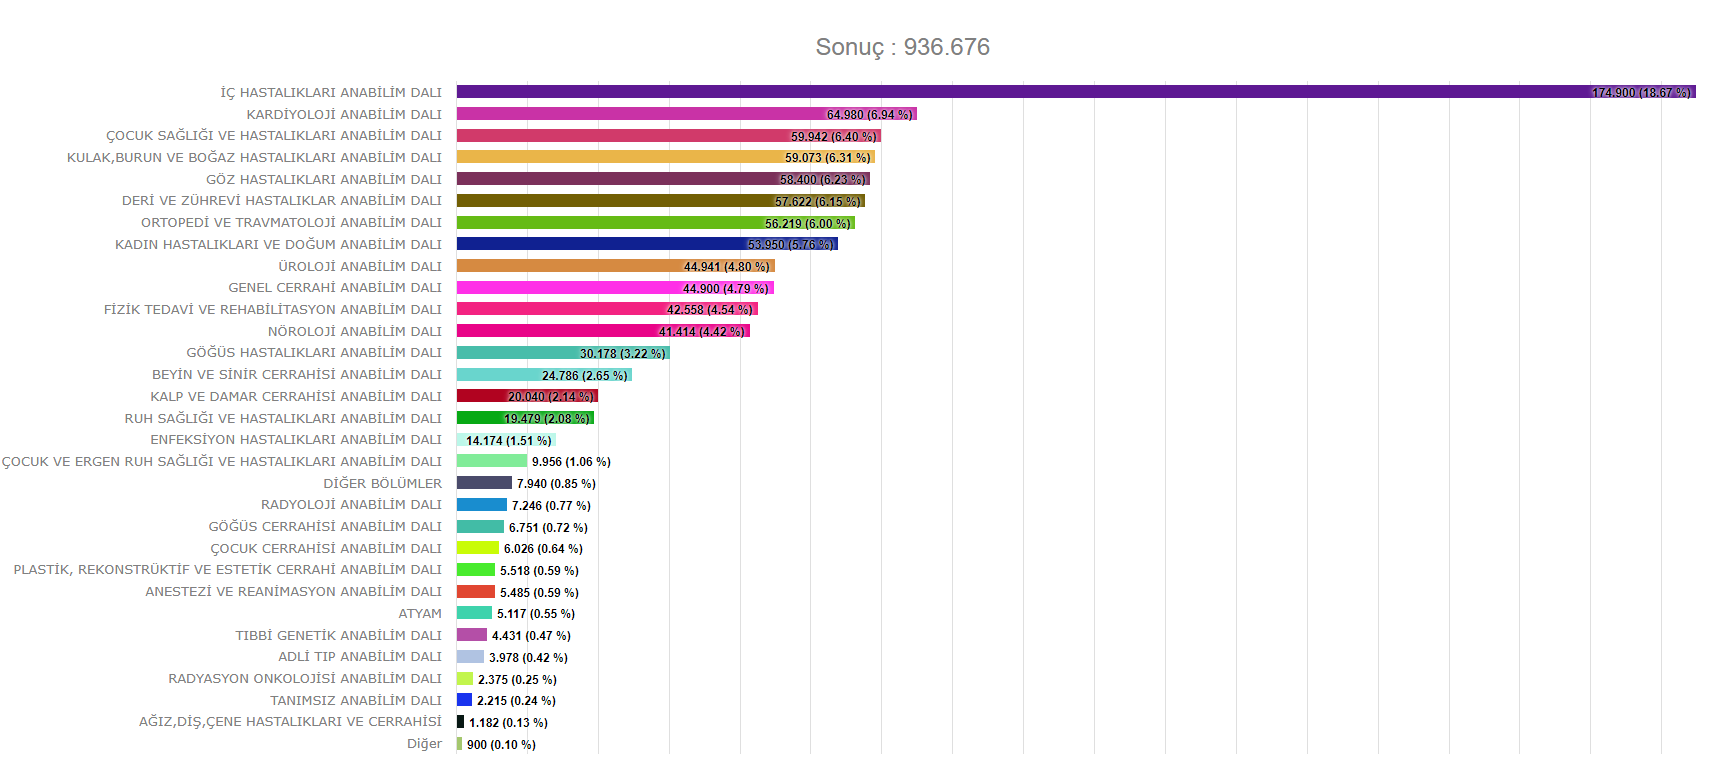 Sonuç : 936.676
İÇ HASTALIKLARI ANABİLİM DALI 174.900 (18.67 %)
KARDİYOLOJİ ANABİLİM DALI 64.980 (6.94 %)
ÇOCUK SAĞLIĞI VE HASTALIKLARI ANABİLİM DALI 59.942 (6.40 %)
KULAK,BURUN VE BOĞAZ HASTALIKLARI ANABİLİM DALI 59.073 (6.31 %)
GÖZ HASTALIKLARI ANABİLİM DALI 58.400 (6.23 %)
DERİ VE ZÜHREVİ HASTALIKLAR ANABİLİM DALI 57.622 (6.15 %)
ORTOPEDİ VE TRAVMATOLOJİ ANABİLİM DALI 56.219 (6.00 %)
KADIN HASTALIKLARI VE DOĞUM ANABİLİM DALI 53.950 (5.76 %)
ÜROLOJİ ANABİLİM DALI 44.941 (4.80 %)
GENEL CERRAHİ ANABİLİM DALI 44.900 (4.79 %)
FİZİK TEDAVİ VE REHABİLİTASYON ANABİLİM DALI 42.558 (4.54 %)
NÖROLOJİ ANABİLİM DALI 41.414 (4.42 %)
GÖĞÜS HASTALIKLARI ANABİLİM DALI 30.178 (3.22 %)
BEYİN VE SİNİR CERRAHİSİ ANABİLİM DALI 24.786 (2.65 %)
KALP VE DAMAR CERRAHİSİ ANABİLİM DALI 20.040 (2.14 %)
RUH SAĞLIĞI VE HASTALIKLARI ANABİLİM DALI 19.479 (2.08 %)
ENFEKSİYON HASTALIKLARI ANABİLİM DALI 14.174 (1.51 %)
ÇOCUK VE ERGEN RUH SAĞLIĞI VE HASTALIKLARI ANABİLİM DALI 9.956 (1.06 %)
DİĞER BÖLÜMLER 7.940 (0.85 %)
RADYOLOJİ ANABİLİM DALI 7.246 (0.77 %)
GÖĞÜS CERRAHİSİ ANABİLİM DALI 6.751 (0.72 %)
ÇOCUK CERRAHİSİ ANABİLİM DALI 6.026 (0.64 %)
PLASTİK, REKONSTRÜKTİF VE ESTETİK CERRAHİ ANABİLİM DALI 5.518 (0.59 %)
ANESTEZİ VE REANİMASYON ANABİLİM DALI 5.485 (0.59 %)
ATYAM 5.117 (0.55 %)
TIBBİ GENETİK ANABİLİM DALI 4.431 (0.47 %)
ADLİ TIP ANABİLİM DALI 3.978 (0.42 %)
RADYASYON ONKOLOJİSİ ANABİLİM DALI 2.375 (0.25 %)
TANIMSIZ ANABİLİM DALI 2.215 (0.24 %)
AĞIZ,DİŞ,ÇENE HASTALIKLARI VE CERRAHİSİ 1.182 (0.13 %)
Diğer 900 (0.10 %)